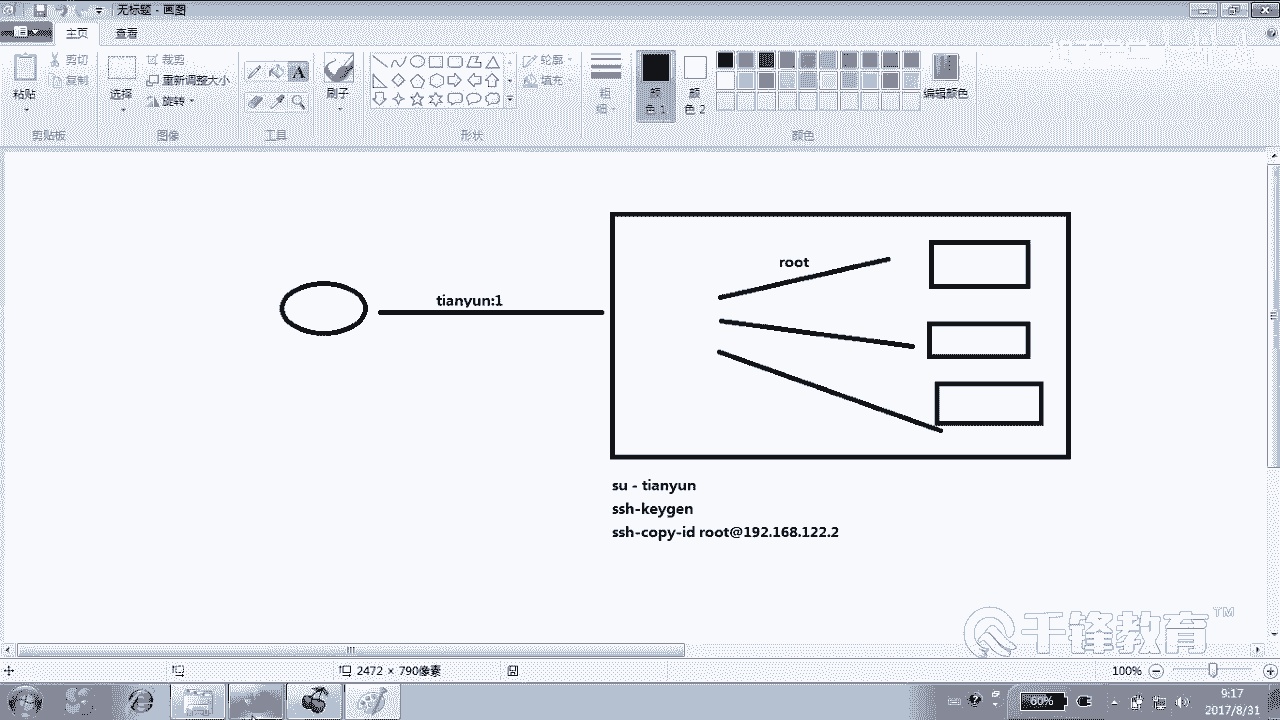 无标题 - 画图
主页
查看
粘贴
剪切
复制
剪贴板
选择
裁剪
重新调整大小
旋转
图像
A
工具
刷子
轮廓
填充
形状
粗
细
颜
色 1
颜
色 2
编辑颜色
颜色
root
tianyun:1
su - tianyun
ssh-keygen
ssh-copy-id root@192.168.122.2
千锋教育 TM
2472 × 790像素
100%
60%
9:17
2017/8/31